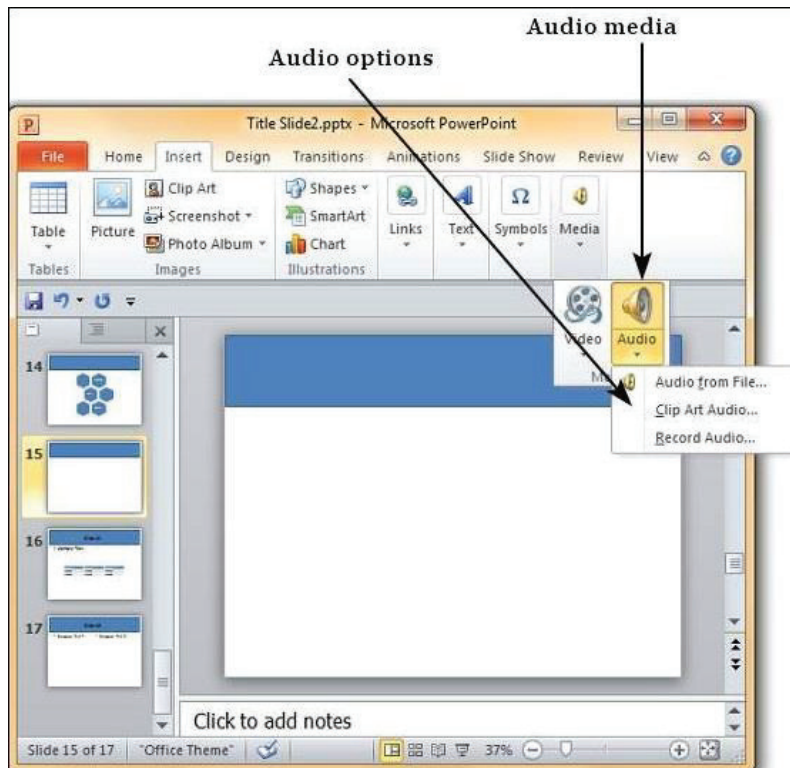 Audio media
Audio options
Title Slide2.pptx - Microsoft PowerPoint
File Home Insert Design Transitions Animations Slide Show Review View
Table
Picture
Clip Art
Screenshot
Photo Album
Shapes
SmartArt
Chart
Links
Text
Symbols
Media
Tables
Images
Illustrations
Video
Audio
Audio from File...
Clip Art Audio...
Record Audio...
14
15
16
17
Click to add notes
Slide 15 of 17 "Office Theme" 37%